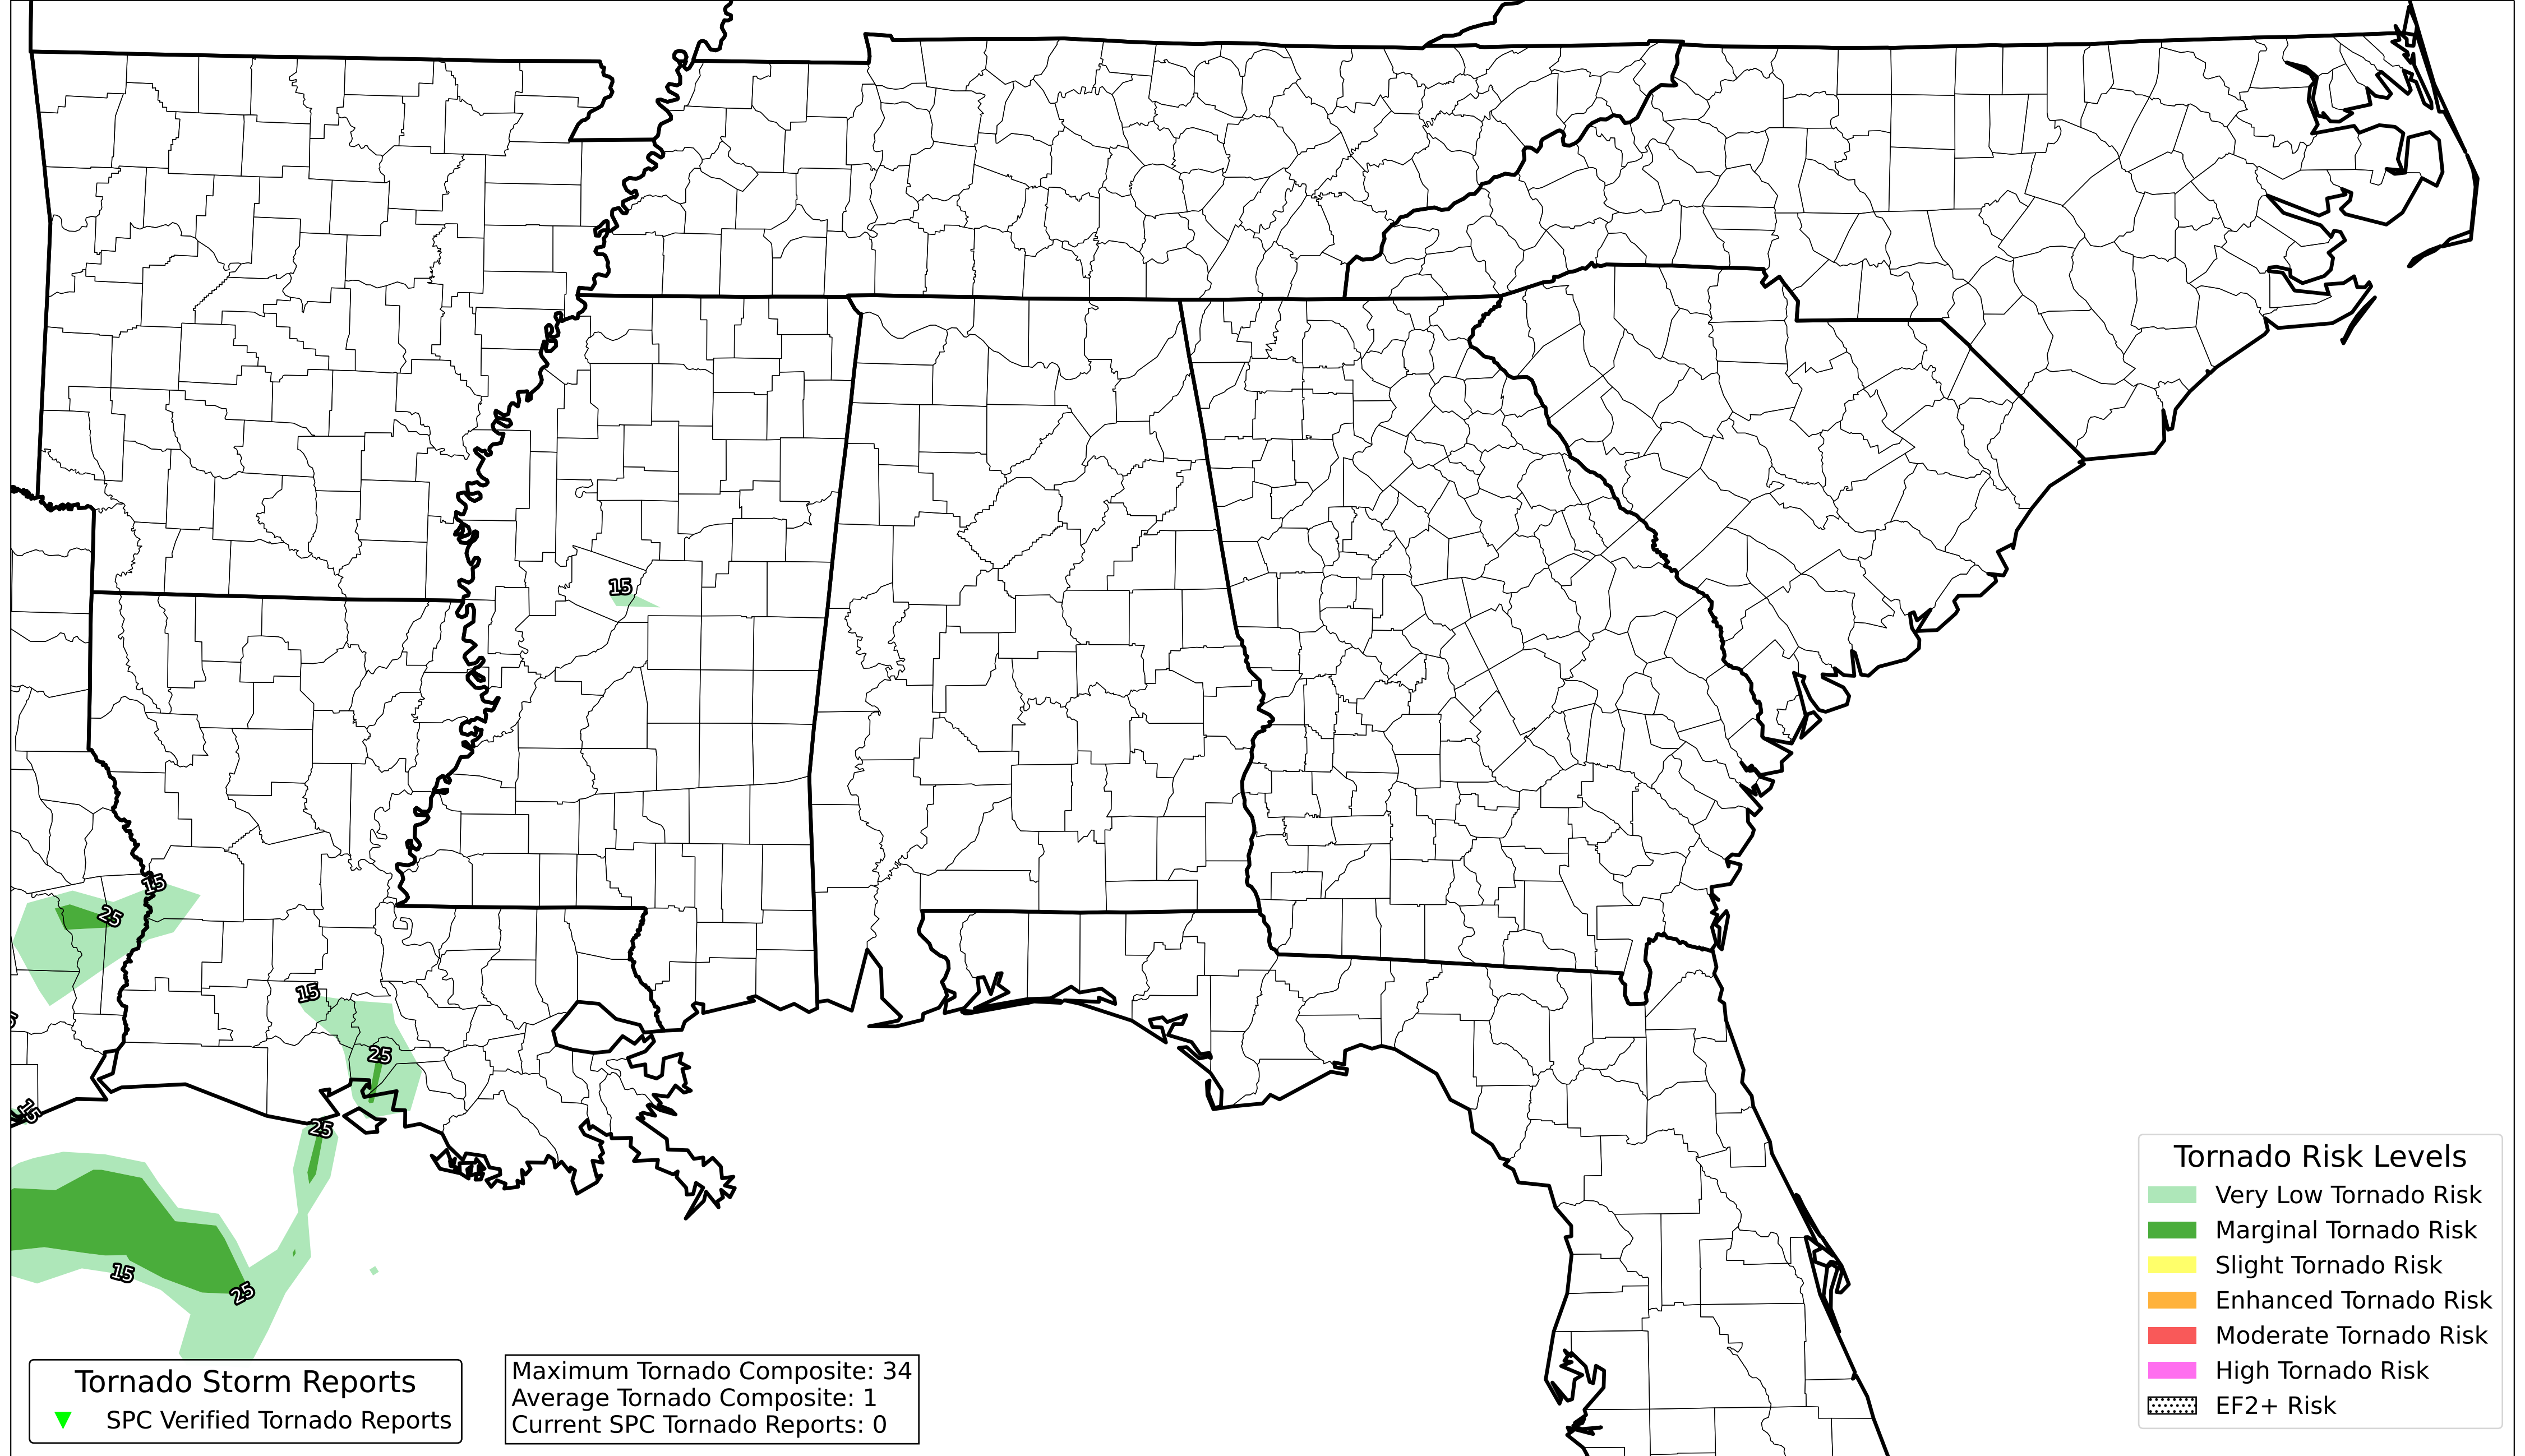 15
15
25
15
25
15
25
15
25
Tornado Risk Levels
Very Low Tornado Risk
Marginal Tornado Risk
Slight Tornado Risk
Enhanced Tornado Risk
Moderate Tornado Risk
High Tornado Risk
EF2+ Risk
Tornado Storm Reports
SPC Verified Tornado Reports
Maximum Tornado Composite: 34
Average Tornado Composite: 1
Current SPC Tornado Reports: 0